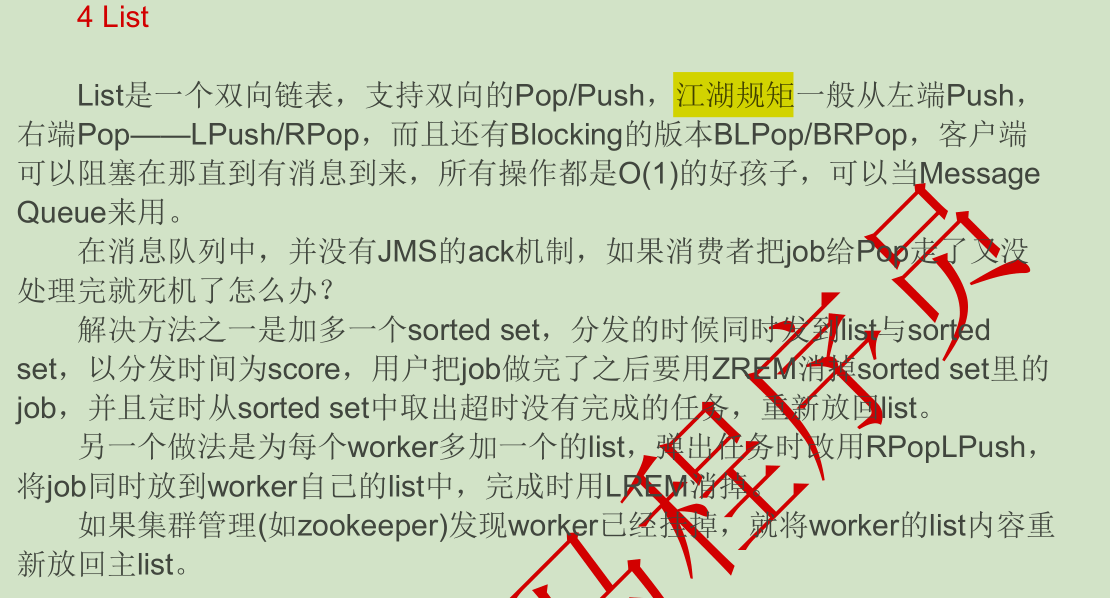 4 List
List是一个双向链表，支持双向的Pop/Push，江湖规矩一般从左端Push，
右端Pop——LPush/RPop，而且还有Blocking的版本BLPop/BRPop，客户端
可以阻塞在那直到有消息到来，所有操作都是O(1)的好孩子，可以当Message
Queue来用。
在消息队列中，并没有JMS的ack机制，如果消费者把job给Pop走了又没
处理完就死机了怎么办？
解决方法之一是加多一个sorted set，分发的时候同时发到list与sorted
set，以分发时间为score，用户把job做完了之后要用ZREM消掉sorted set里的
job，并且定时从sorted set中取出超时没有完成的任务，重新放回list。
另一个做法是为每个worker多加一个的list，弹出任务时改用RPopLPush，
将job同时放到worker自己的list中，完成时用LREM消掉。
如果集群管理(如zookeeper)发现worker已经挂掉，就将worker的list内容重
新放回主list。
程序员